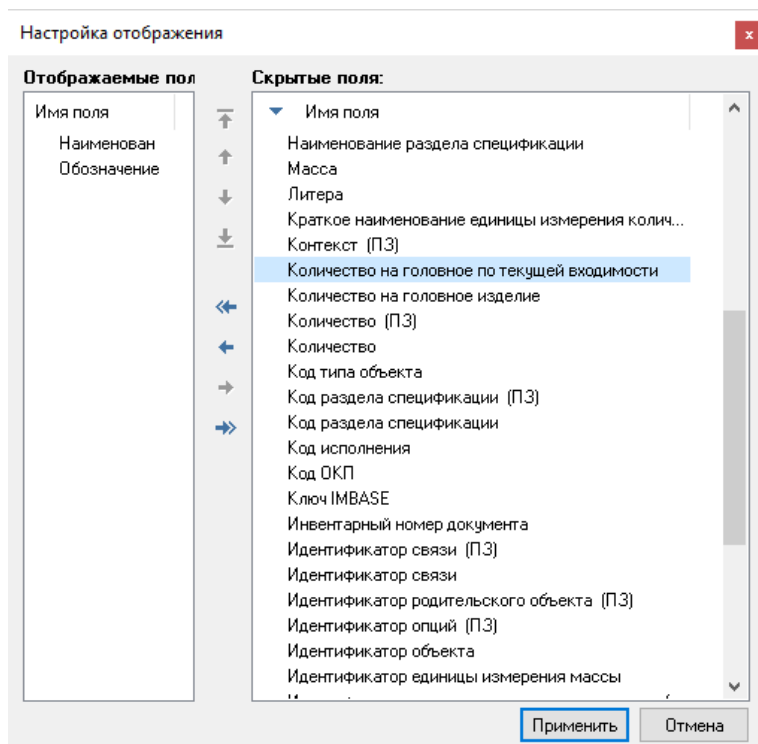 Настройка отображения
x
Отображаемые пол
Скрытые поля:
Имя поля
Наименован
Обозначение
Имя поля
Наименование раздела спецификации
Масса
Литера
Краткое наименование единицы измерения колич...
Контекст (ПЗ)
Количество на головное по текущей входимости
Количество на головное изделие
Количество (ПЗ)
Количество
Код типа объекта
Код раздела спецификации (ПЗ)
Код раздела спецификации
Код исполнения
Код ОКП
Ключ IMBASE
Инвентарный номер документа
Идентификатор связи (ПЗ)
Идентификатор связи
Идентификатор родительского объекта (ПЗ)
Идентификатор опций (ПЗ)
Идентификатор объекта
Идентификатор единицы измерения массы
Применить
Отмена